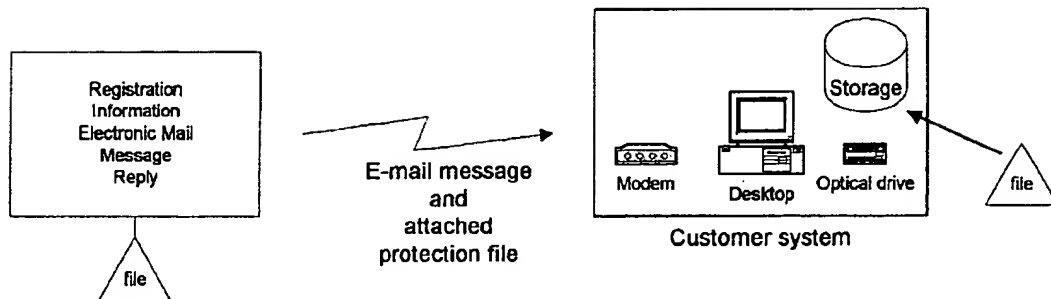 Registration
Information
Electronic Mail
Message
Reply
file
E-mail message
and
attached
protection file
Storage
Modem
Desktop
Optical drive
Customer system
file